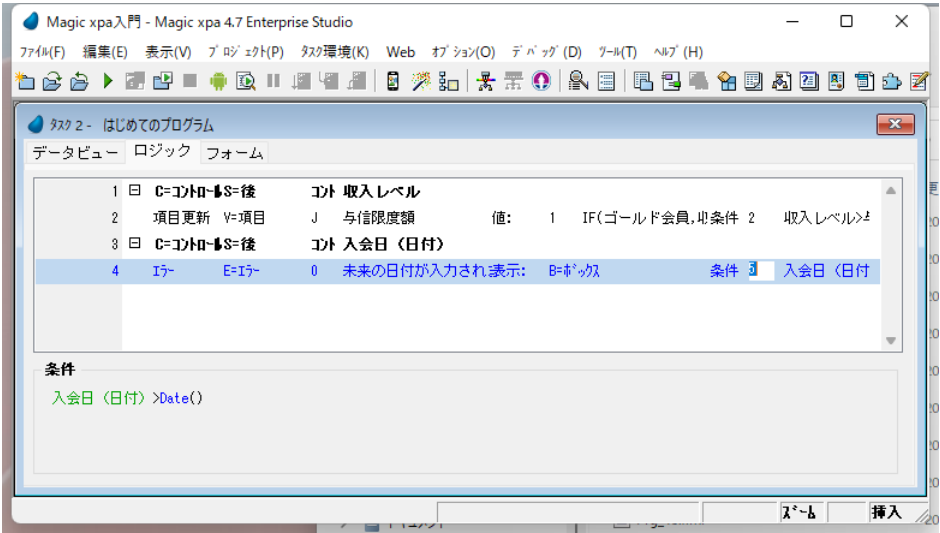 Magic xpa入門 - Magic xpa 4.7 Enterprise Studio
ファイル(F) 編集(E) 表示(V) プロジェクト(P) タスク環境(K) Web オプション(O) デバッグ(D) ツール(T) ヘルプ(H)
タスク 2 - はじめてのプログラム
データビュー ロジック フォーム
1 C=コントロール S=後 コント 収入レベル
2 項目更新 V=項目 J 与信限度額 値: 1 IF(ゴールド会員,収 条件 2 収入レベル>
3 C=コントロール S=後 コント 入会日（日付）
4 エラー E=エラー 0 未来の日付が入力され 表示: B=ボックス 条件 5 入会日（日付
条件
入会日（日付）>Date()
ズーム 挿入